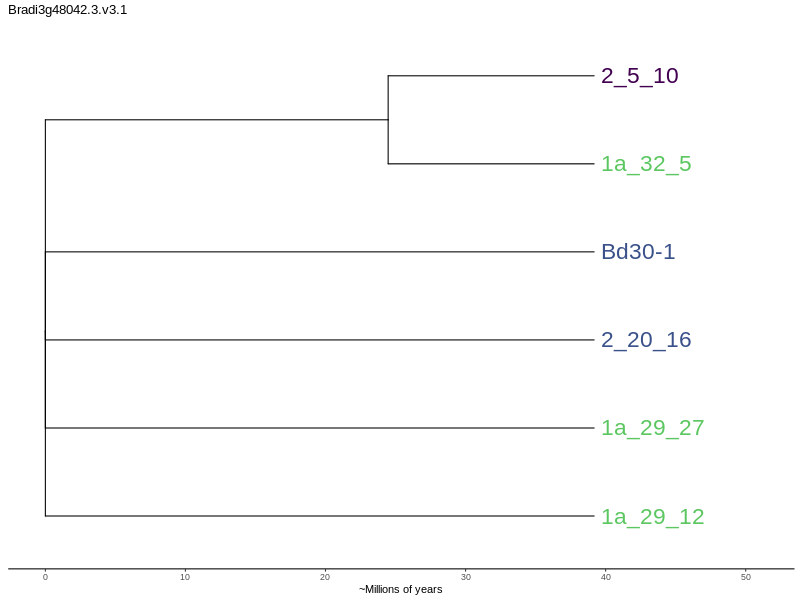 Bradi3g48042.3.v3.1
2_5_10
1a_32_5
Bd30-1
2_20_16
1a_29_27
1a_29_12
0 10 20 30 40 50
~Millions of years